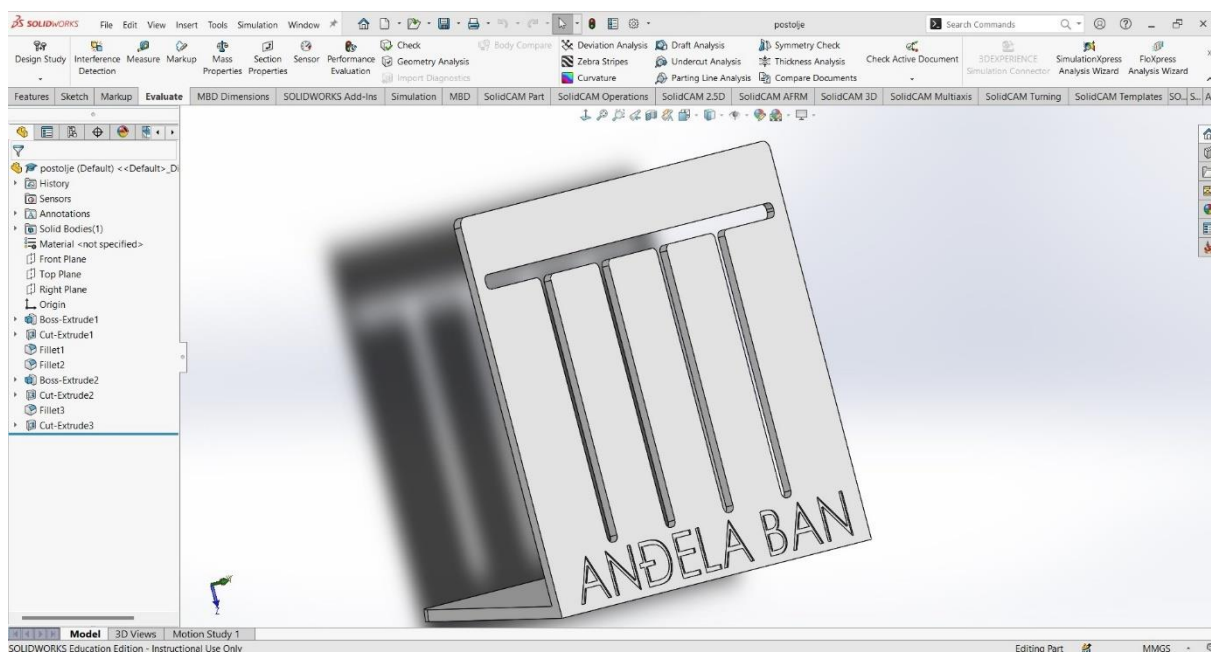 SOLIDWORKS File Edit View Insert Tools Simulation Window postolje Search Commands
Design Study Interference Detection Measure Markup Mass Properties Section Properties Sensor Performance Evaluation Check Body Compare Deviation Analysis Draft Analysis Symmetry Check Check Active Document 3DEXPERIENCE Simulation Connector SimulationXpress Analysis Wizard FloXpress Analysis Wizard
Geometry Analysis Zebra Stripes Undercut Analysis Thickness Analysis
Import Diagnostics Curvature Parting Line Analysis Compare Documents
Features Sketch Markup Evaluate MBD Dimensions SOLIDWORKS Add-Ins Simulation MBD SolidCAM Part SolidCAM Operations SolidCAM 2.5D SolidCAM AFRM SolidCAM 3D SolidCAM Multiaxis SolidCAM Turning SolidCAM Templates SO... S... A
postolje (Default) <<Default>_Di
History
Sensors
Annotations
Solid Bodies(1)
Material <not specified>
Front Plane
Top Plane
Right Plane
Origin
Boss-Extrude1
Cut-Extrude1
Fillet1
Fillet2
Boss-Extrude2
Cut-Extrude2
Fillet3
Cut-Extrude3
ANĐELA BAN
Z
Model 3D Views Motion Study 1
SOLIDWORKS Education Edition - Instructional Use Only Editing Part MMGS